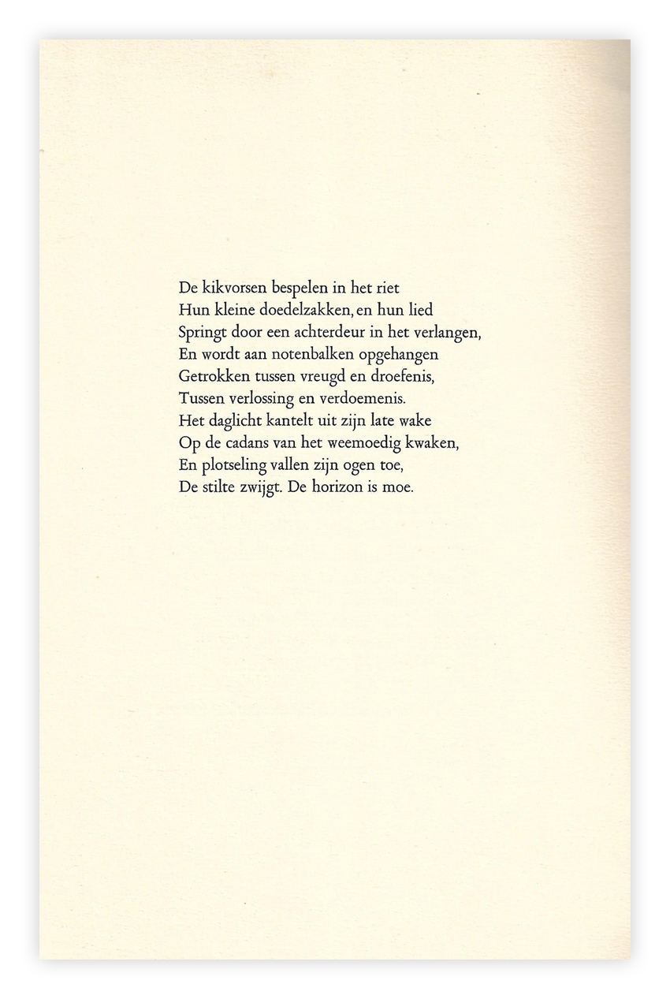 De kikvorsen bespelen in het riet
Hun kleine doedelzakken, en hun lied
Springt door een achterdeur in het verlangen,
En wordt aan notenbalken opgehangen
Getrokken tussen vreugd en droefenis,
Tussen verlossing en verdoemenis.
Het daglicht kantelt uit zijn late wake
Op de cadans van het weemoedig kwaken,
En plotseling vallen zijn ogen toe,
De stilte zwijgt. De horizon is moe.